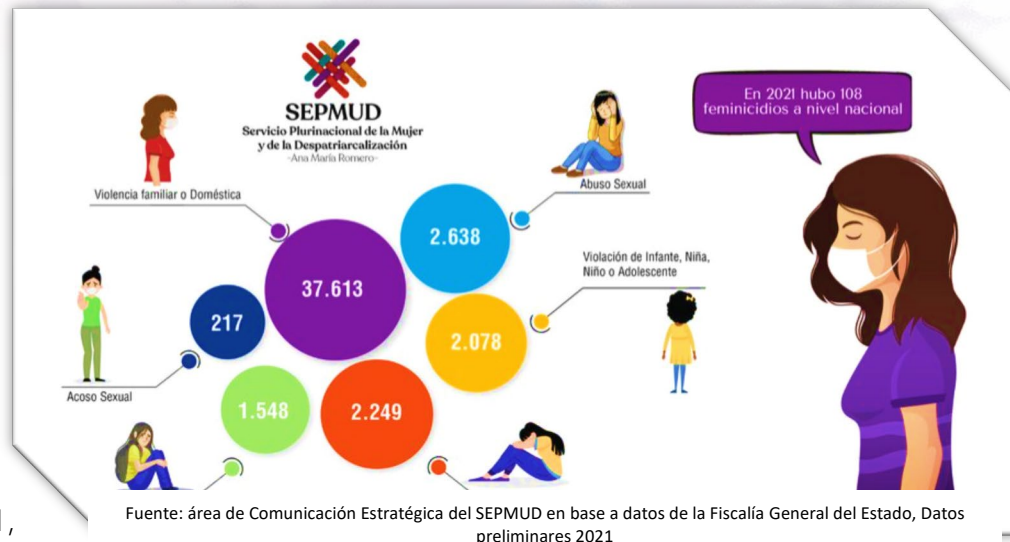 SEPMUD
Servicio Plurinacional de la Mujer
y de la Despatriarcalización
-Ana María Romero-
En 2021 hubo 108
feminicidios a nivel nacional
Violencia familiar o Doméstica
Abuso Sexual
2.638
37.613
Violación de Infante, Niña,
Niño o Adolescente
217
2.078
Acoso Sexual
1.548
2.249
Fuente: área de Comunicación Estratégica del SEPMUD en base a datos de la Fiscalía General del Estado, Datos
preliminares 2021